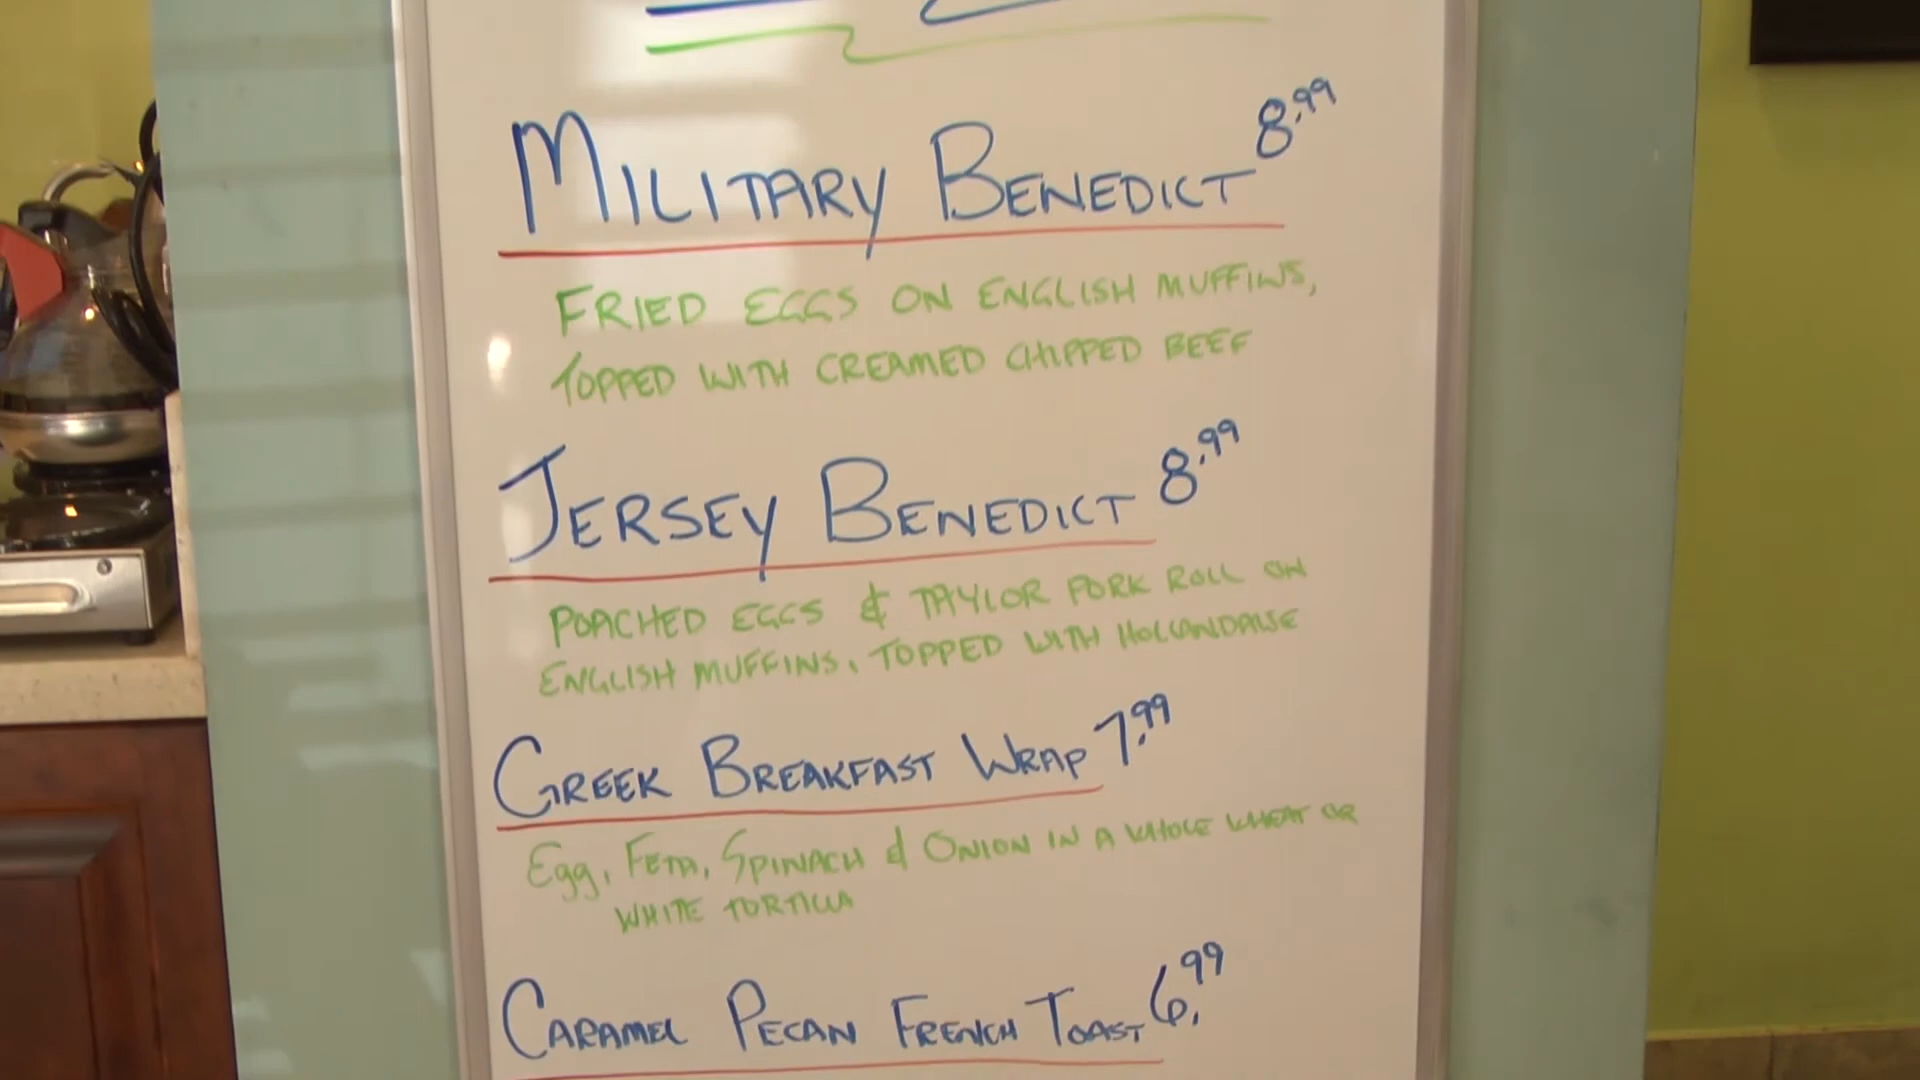 MILITARY BENEDICT 8.99
FRIED EGGS ON ENGLISH MUFFINS,
TOPPED WITH CREAMED CHIPPED BEEF
JERSEY BENEDICT 8.99
POACHED EGGS & TAYLOR PORK ROLL ON
ENGLISH MUFFINS, TOPPED WITH HOLLANDAISE
GREEK BREAKFAST WRAP 7.99
Egg, FETA, SPINACH & ONION IN A WHOLE WHEAT OR
WHITE TORTILLA
CARAMEL PECAN FRENCH TOAST 6.99